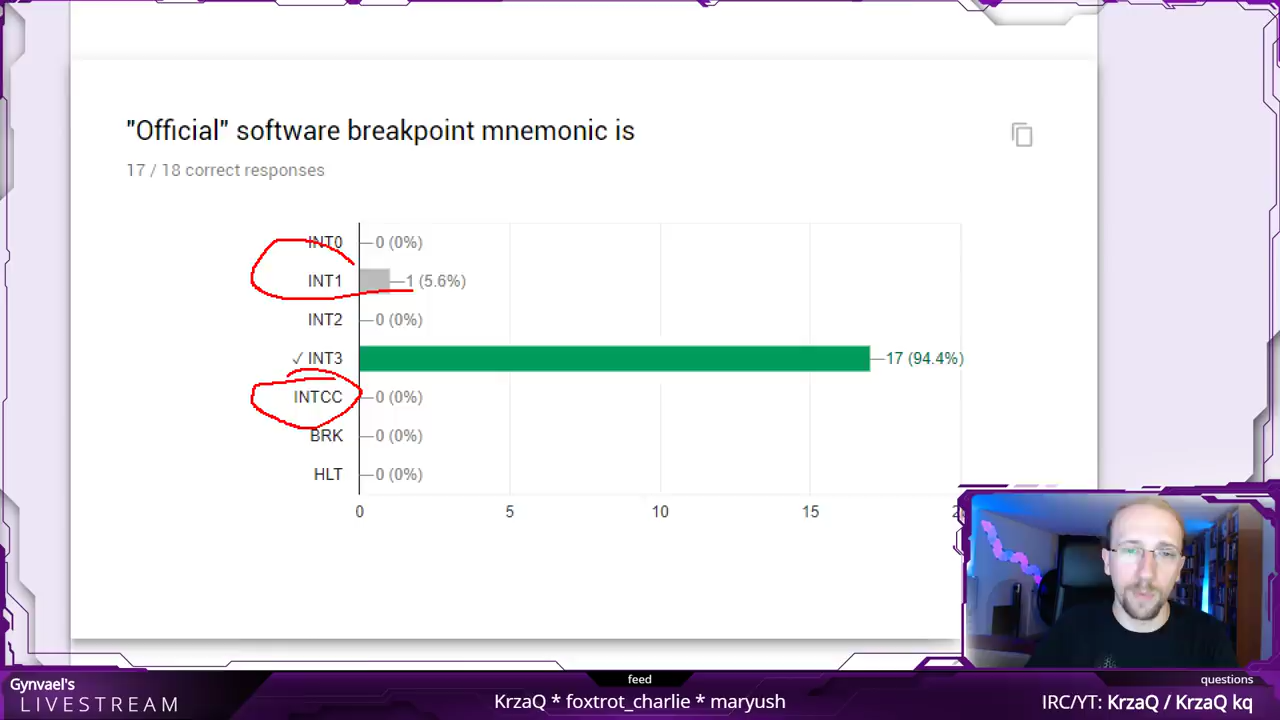 "Official" software breakpoint mnemonic is
17 / 18 correct responses
INT0 0 (0%)
INT1 1 (5.6%)
INT2 0 (0%)
✓ INT3 17 (94.4%)
INTCC 0 (0%)
BRK 0 (0%)
HLT 0 (0%)
0 5 10 15
Gynvael's
LIVESTREAM
feed
KrzaQ * foxtrot_charlie * maryush
questions
IRC/YT: KrzaQ / KrzaQ kq